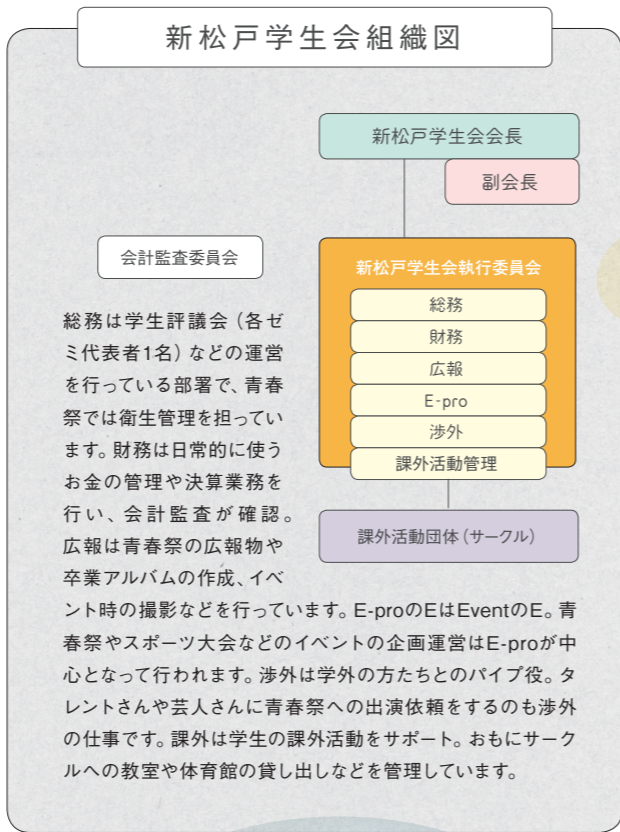 新松戸学生会組織図
新松戸学生会会長
副会長
会計監査委員会
新松戸学生会執行委員会
総務
財務
広報
E-pro
渉外
課外活動管理
課外活動団体(サークル)
総務は学生評議会(各ゼ
ミ代表者1名)などの運営
を行っている部署で、青春
祭では衛生管理を担ってい
ます。財務は日常的に使う
お金の管理や決算業務を
行い、会計監査が確認。
広報は青春祭の広報物や
卒業アルバムの作成、イベ
ント時の撮影などを行っています。E-proのEはEventのE。青
春祭やスポーツ大会などのイベントの企画運営はE-proが中
心となって行われます。渉外は学外の方たちとのパイプ役。タ
レントさんや芸人さんに青春祭への出演依頼をするのも渉外
の仕事です。課外は学生の課外活動をサポート。おもにサーク
ルへの教室や体育館の貸し出しなどを管理しています。